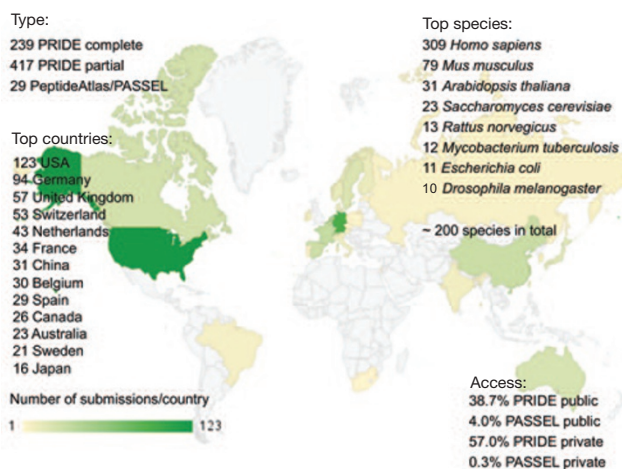 Type:
239 PRIDE complete
417 PRIDE partial
29 PeptideAtlas/PASSEL
Top countries:
123 USA
94 Germany
57 United Kingdom
53 Switzerland
43 Netherlands
34 France
31 China
30 Belgium
29 Spain
26 Canada
23 Australia
21 Sweden
16 Japan
Number of submissions/country
1 123
Top species:
309 Homo sapiens
79 Mus musculus
31 Arabidopsis thaliana
23 Saccharomyces cerevisiae
13 Rattus norvegicus
12 Mycobacterium tuberculosis
11 Escherichia coli
10 Drosophila melanogaster
~ 200 species in total
Access:
38.7% PRIDE public
4.0% PASSEL public
57.0% PRIDE private
0.3% PASSEL private